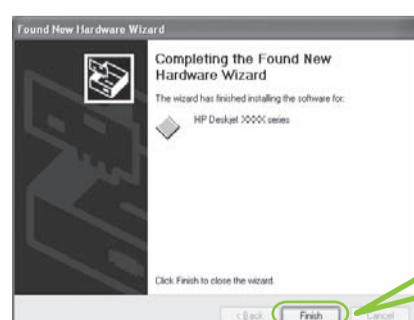 Found New Hardware Wizard
Completing the Found New
Hardware Wizard
The wizard has finished installing the software for:
HP Deskjet XXXX series
Click Finish to close the wizard.
< Back Finish Cancel